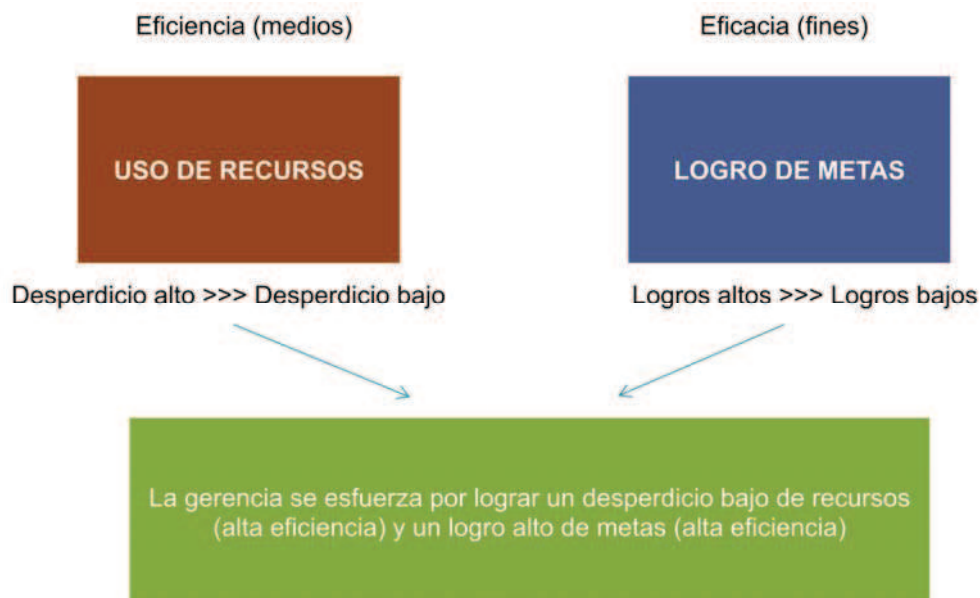 Eficiencia (medios)
Eficacia (fines)
USO DE RECURSOS
LOGRO DE METAS
Desperdicio alto >>> Desperdicio bajo
Logros altos >>> Logros bajos
La gerencia se esfuerza por lograr un desperdicio bajo de recursos
(alta eficiencia) y un logro alto de metas (alta eficiencia)